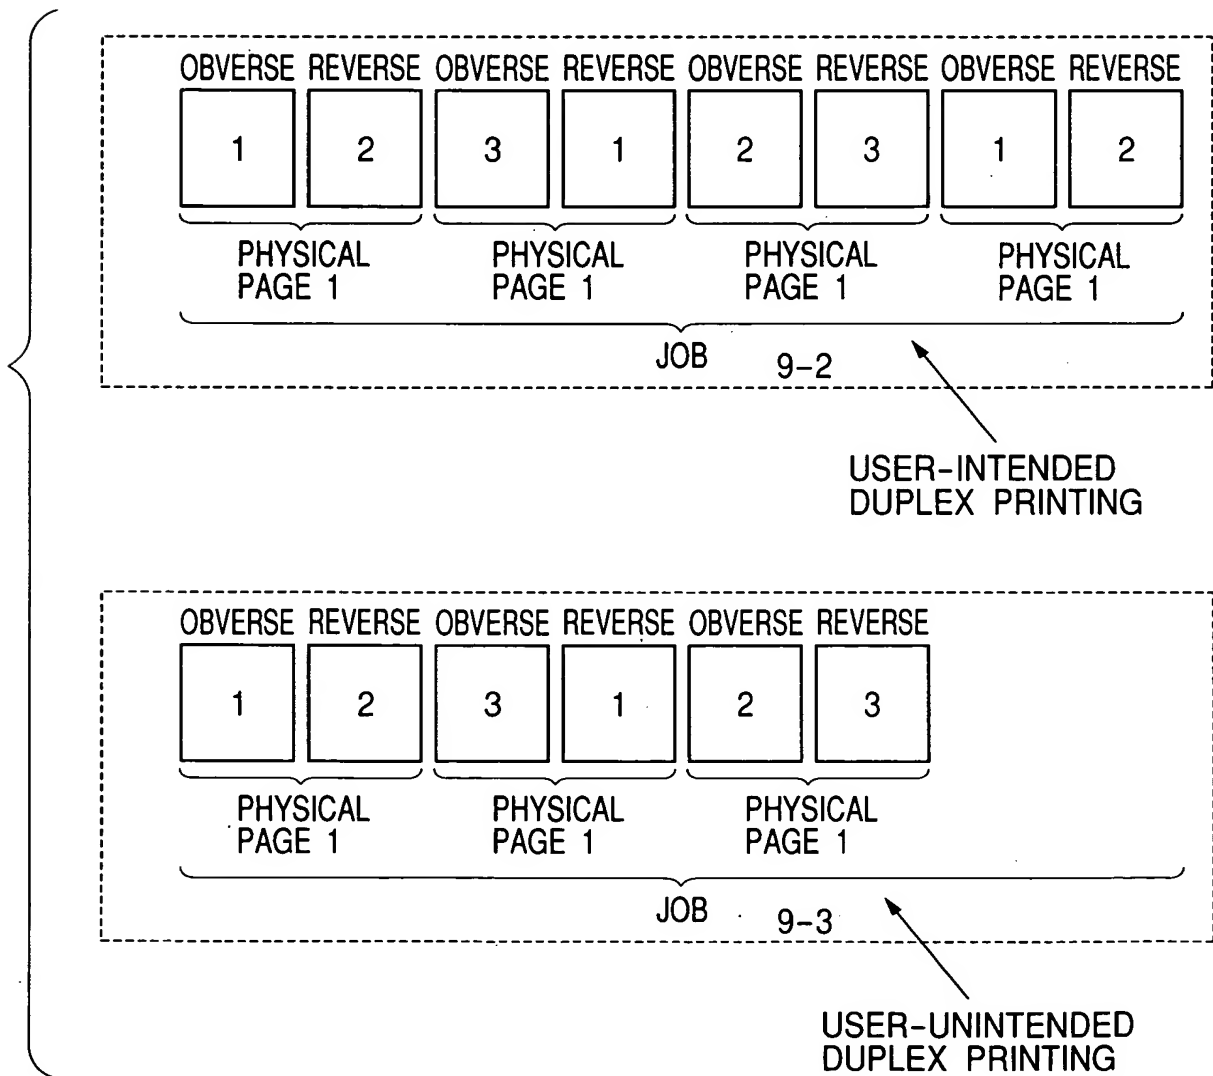 OBVERSE REVERSE OBVERSE REVERSE OBVERSE REVERSE OBVERSE REVERSE
1 2 3 1 2 3 1 2
PHYSICAL PHYSICAL PHYSICAL PHYSICAL
PAGE 1 PAGE 1 PAGE 1 PAGE 1
JOB 9-2
USER-INTENDED
DUPLEX PRINTING
OBVERSE REVERSE OBVERSE REVERSE OBVERSE REVERSE
1 2 3 1 2 3
PHYSICAL PHYSICAL PHYSICAL
PAGE 1 PAGE 1 PAGE 1
JOB 9-3
USER-UNINTENDED
DUPLEX PRINTING